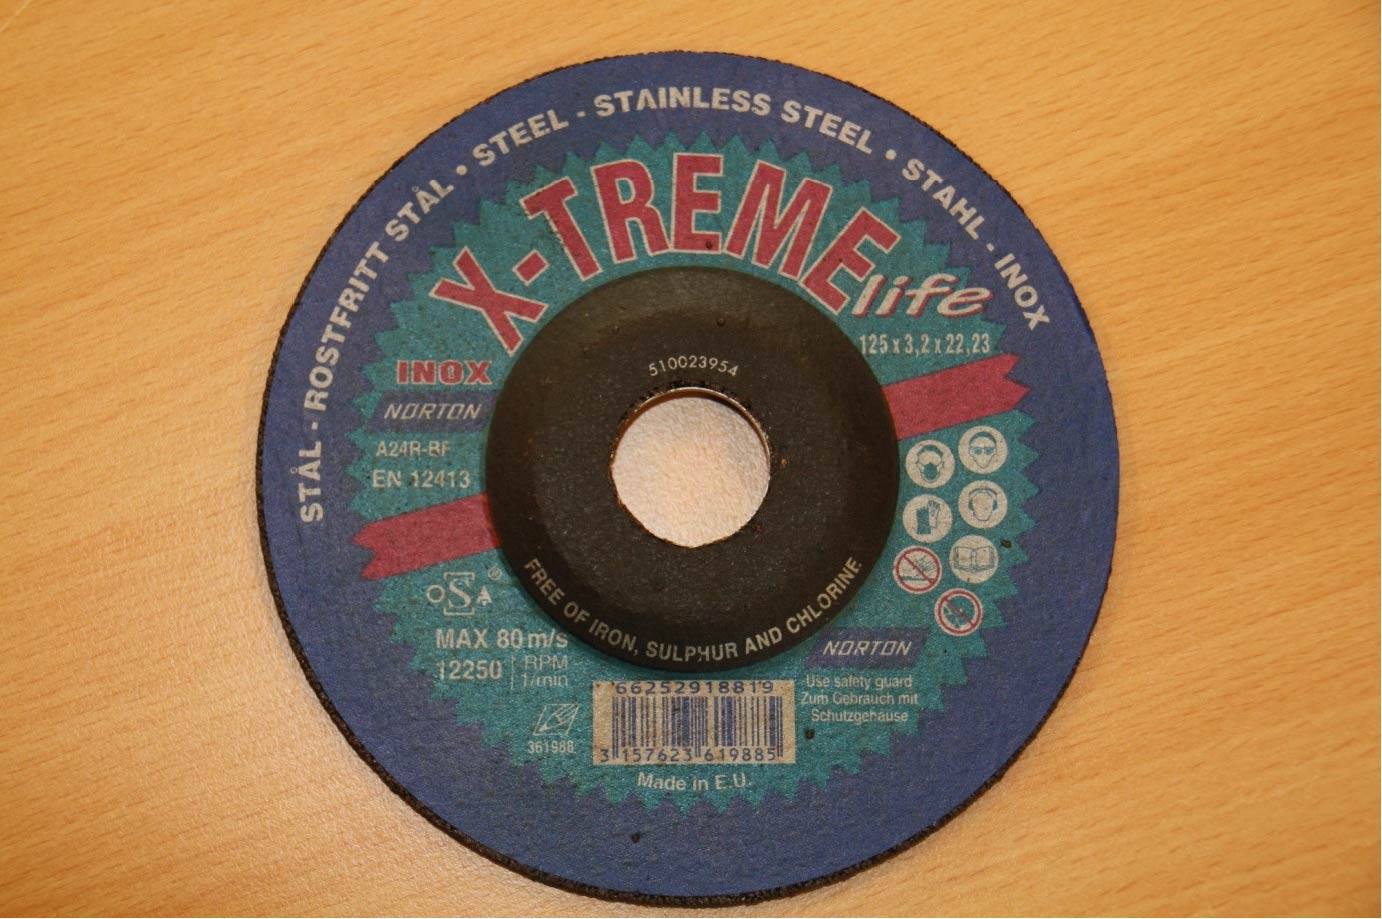 STÅL - ROSTFRITT STÅL • STEEL - STAINLESS STEEL • STAHL - INOX
X-TREME
life
125 x 3,2 x 22,23
INOX
NORTON
A24R-BF
EN 12413
510023954
FREE OF IRON, SULPHUR AND CHLORINE
OSA ®
MAX 80 m/s
12250 RPM
1/min
361988
66252918819
3 157623 619885
Made in E.U.
NORTON
Use safety guard
Zum Gebrauch mit
Schutzgehäuse